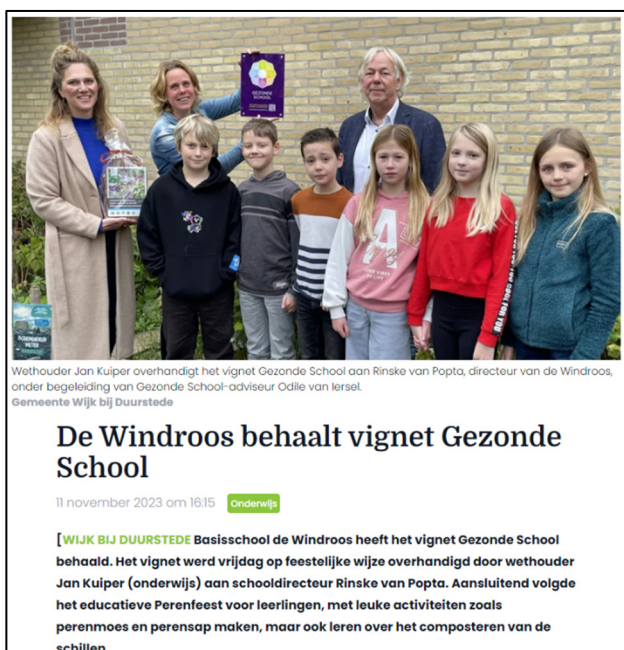 GEZONDE
SCHOOL
Wethouder Jan Kuiper overhandigt het vignet Gezonde School aan Rinske van Popta, directeur van de Windroos,
onder begeleiding van Gezonde School-adviseur Odile van Iersel.
Gemeente Wijk bij Duurstede
De Windroos behaalt vignet Gezonde
School
11 november 2023 om 16:15 Onderwijs
[WIJK BIJ DUURSTEDE Basisschool de Windroos heeft het vignet Gezonde School
behaald. Het vignet werd vrijdag op feestelijke wijze overhandigd door wethouder
Jan Kuiper (onderwijs) aan schooldirecteur Rinske van Popta. Aansluitend volgde
het educatieve Perenfeest voor leerlingen, met leuke activiteiten zoals
perenmoes en perensap maken, maar ook leren over het composteren van de
schillen